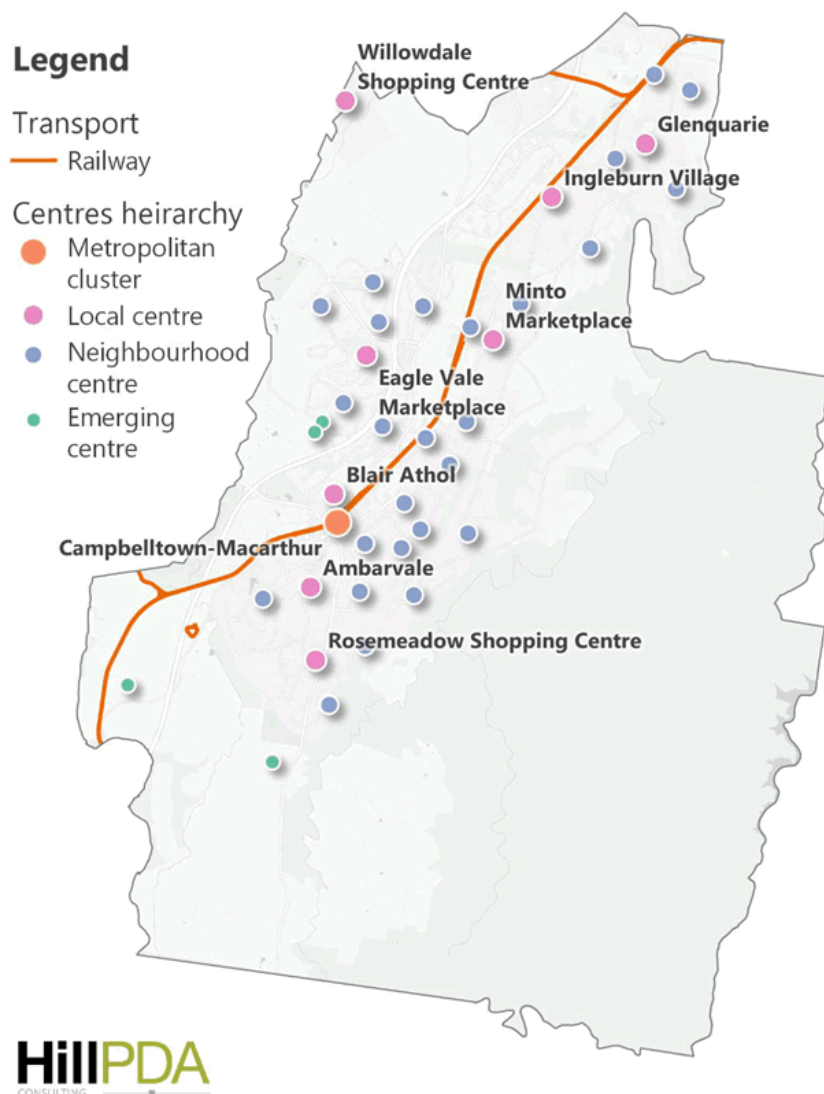 Legend
Transport
Railway
Centres heirarchy
Metropolitan
cluster
Local centre
Neighbourhood
centre
Emerging
centre
Willowdale
Shopping Centre
Glenquarie
Ingleburn Village
Minto
Marketplace
Eagle Vale
Marketplace
Blair Athol
Campbelltown-Macarthur
Ambarvale
Rosemeadow Shopping Centre
HillPDA
CONSULTING